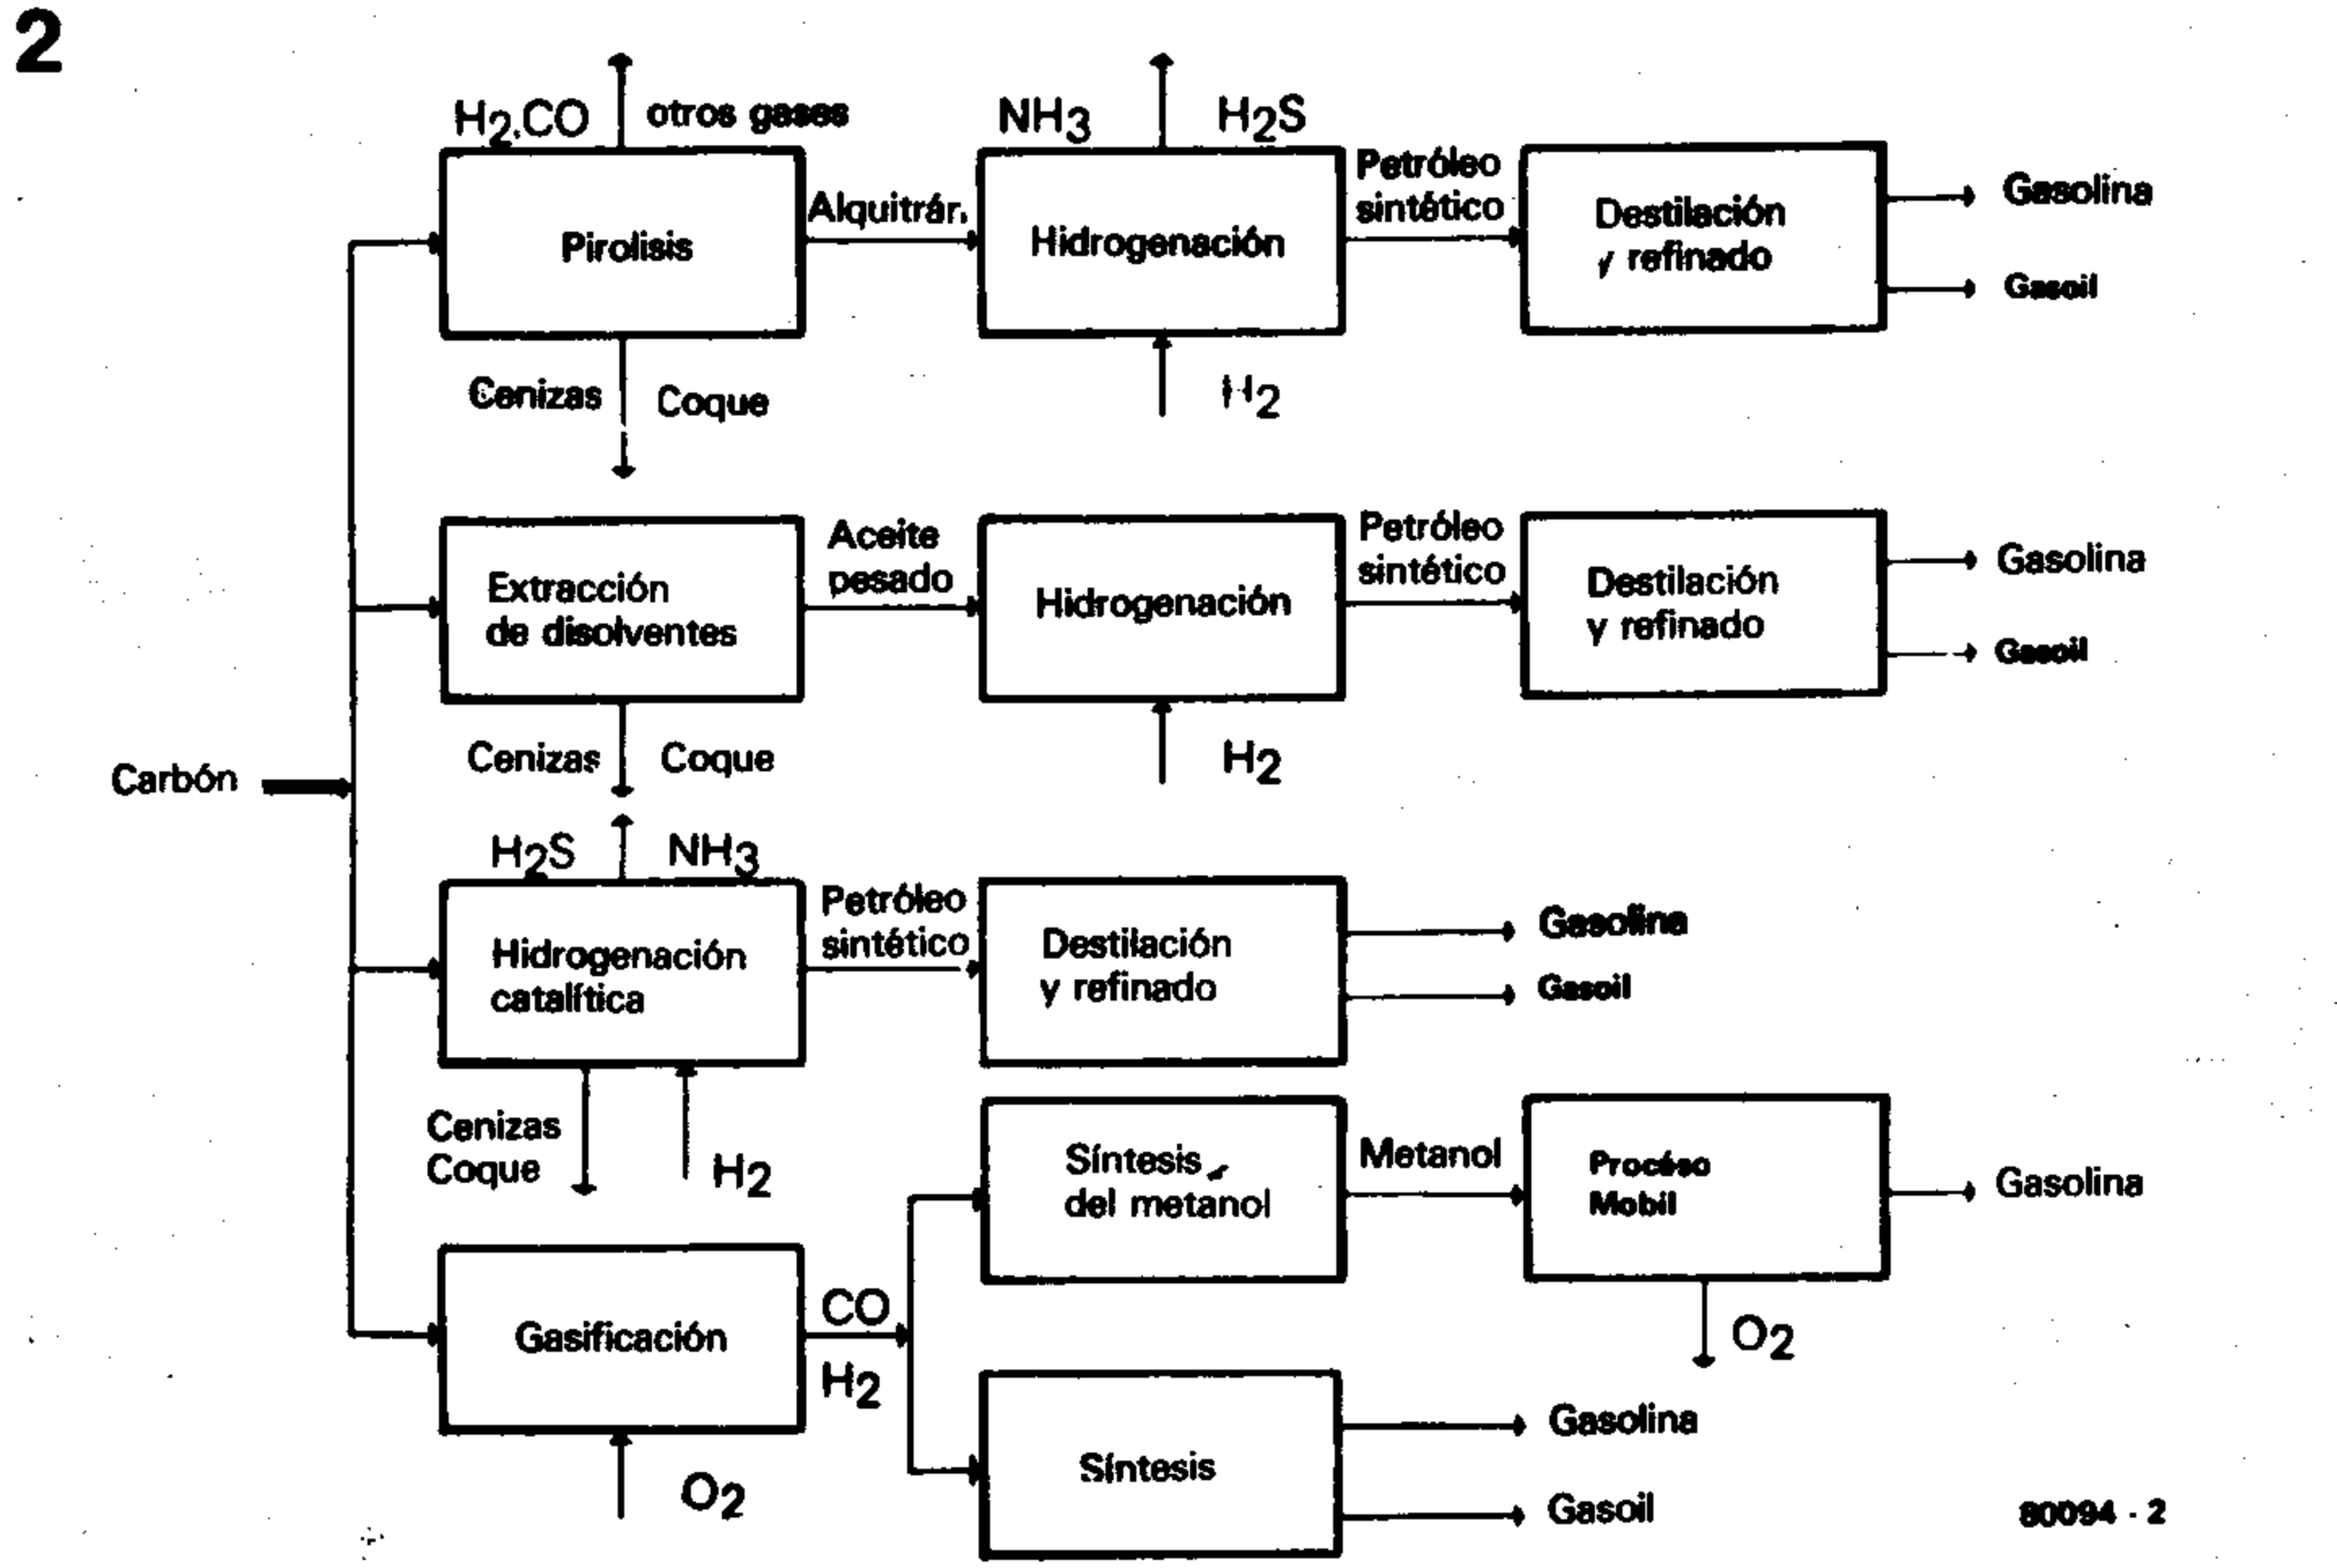 2
H2.CO otros gases
NH3 H2S
Pirolisis
Alquitrán
Hidrogenación
Petróleo
sintético
Destilación
y refinado
Gasolina
Gasoil
Cenizas Coque
H2
Extracción
de disolventes
Aceite
pesado
Hidrogenación
Petróleo
sintético
Destilación
y refinado
Gasolina
Gasoil
Cenizas Coque
H2
Carbón
H2S NH3
Hidrogenación
catalítica
Petróleo
sintético
Destilación
y refinado
Gasolina
Gasoil
Cenizas
Coque
H2
Síntesis
del metanol
Metanol
Procéso
Mobil
Gasolina
O2
Gasificación
CO
H2
O2
Síntesis
Gasolina
Gasoil
80094 - 2